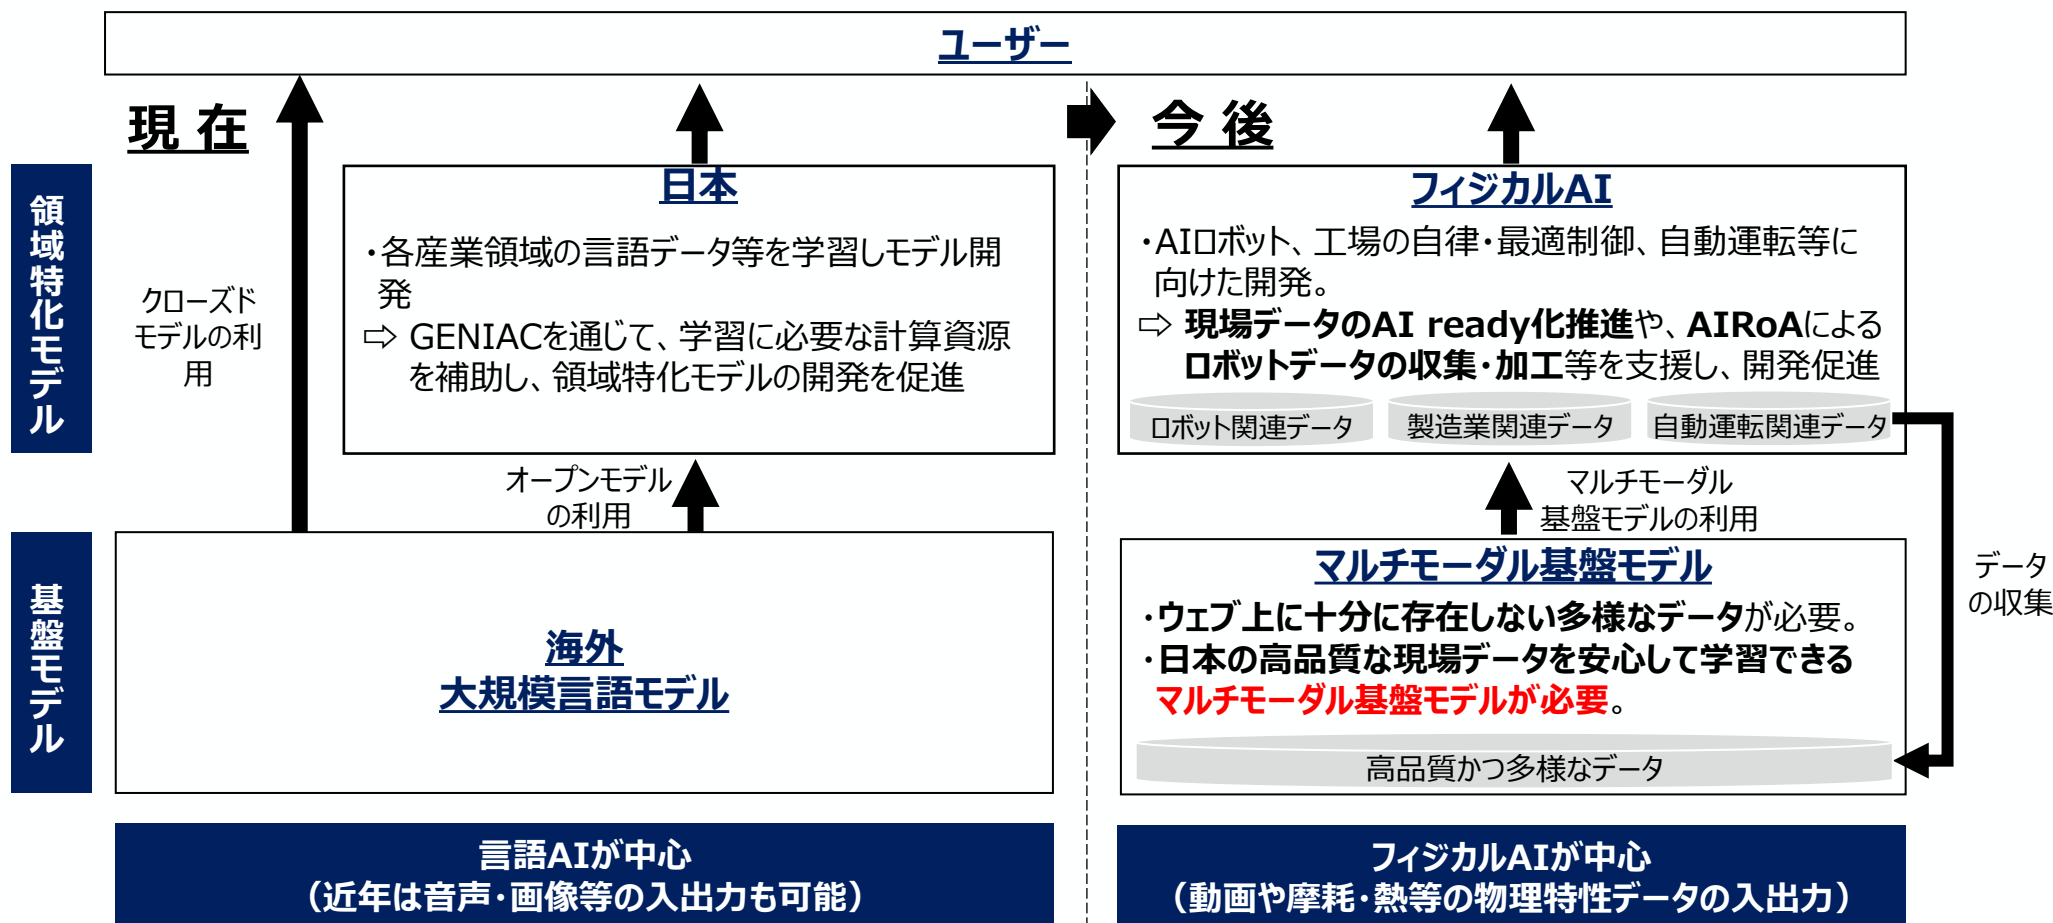 ユーザー
現 在
今 後
領域特化モデル
クローズド
モデルの利
用
日本
・各産業領域の言語データ等を学習しモデル開
発
⇨ GENIACを通じて、学習に必要な計算資源
を補助し、領域特化モデルの開発を促進
オープンモデル
の利用
基盤モデル
海外
大規模言語モデル
言語AIが中心
（近年は音声・画像等の入出力も可能）
フィジカルAI
・AIロボット、工場の自律・最適制御、自動運転等に
向けた開発。
⇨ 現場データのAI ready化推進や、AIRoAによる
ロボットデータの収集・加工等を支援し、開発促進
ロボット関連データ
製造業関連データ
自動運転関連データ
マルチモーダル
基盤モデルの利用
マルチモーダル基盤モデル
・ウェブ上に十分に存在しない多様なデータが必要。
・日本の高品質な現場データを安心して学習できる
マルチモーダル基盤モデルが必要。
高品質かつ多様なデータ
データ
の収集
フィジカルAIが中心
（動画や摩耗・熱等の物理特性データの入出力）